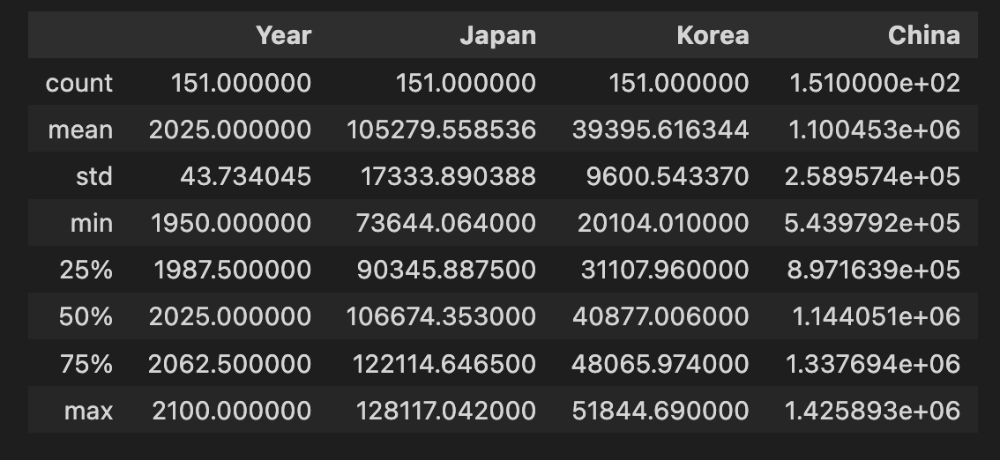 Year Japan Korea China
count 151.000000 151.000000 151.000000 1.510000e+02
mean 2025.000000 105279.558536 39395.616344 1.100453e+06
std 43.734045 17333.890388 9600.543370 2.589574e+05
min 1950.000000 73644.064000 20104.010000 5.439792e+05
25% 1987.500000 90345.887500 31107.960000 8.971639e+05
50% 2025.000000 106674.353000 40877.006000 1.144051e+06
75% 2062.500000 122114.646500 48065.974000 1.337694e+06
max 2100.000000 128117.042000 51844.690000 1.425893e+06